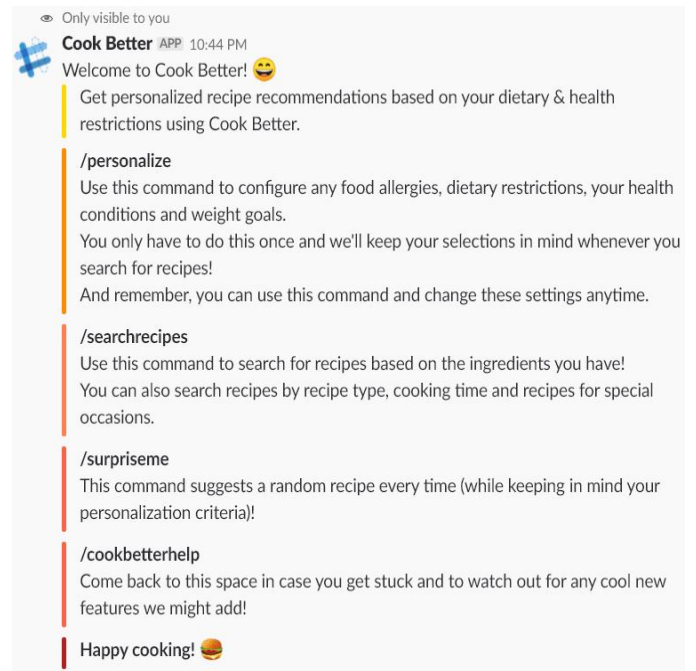 Only visible to you
Cook Better APP 10:44 PM
Welcome to Cook Better! 😄
Get personalized recipe recommendations based on your dietary & health
restrictions using Cook Better.
/personalize
Use this command to configure any food allergies, dietary restrictions, your health
conditions and weight goals.
You only have to do this once and we'll keep your selections in mind whenever you
search for recipes!
And remember, you can use this command and change these settings anytime.
/searchrecipes
Use this command to search for recipes based on the ingredients you have!
You can also search recipes by recipe type, cooking time and recipes for special
occasions.
/surpriseme
This command suggests a random recipe every time (while keeping in mind your
personalization criteria)!
/cookbetterhelp
Come back to this space in case you get stuck and to watch out for any cool new
features we might add!
Happy cooking! 🍔